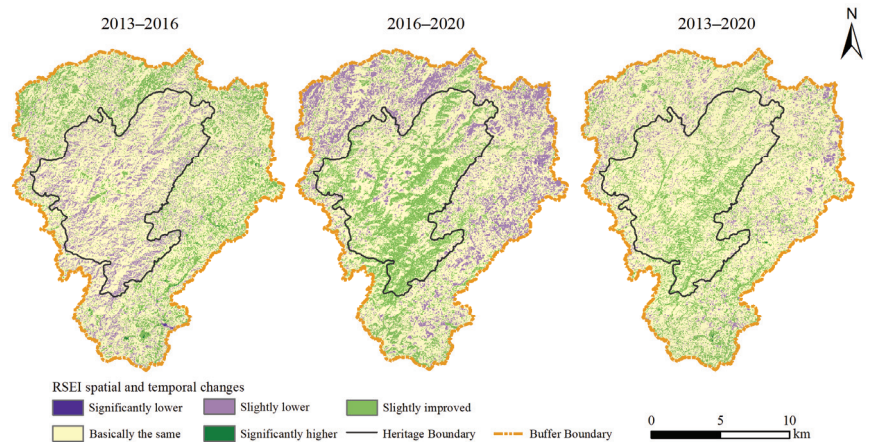 2013–2016 2016–2020 2013–2020
N
RSEI spatial and temporal changes
Significantly lower Slightly lower Slightly improved
Basically the same Significantly higher Heritage Boundary Buffer Boundary
0 5 10
km